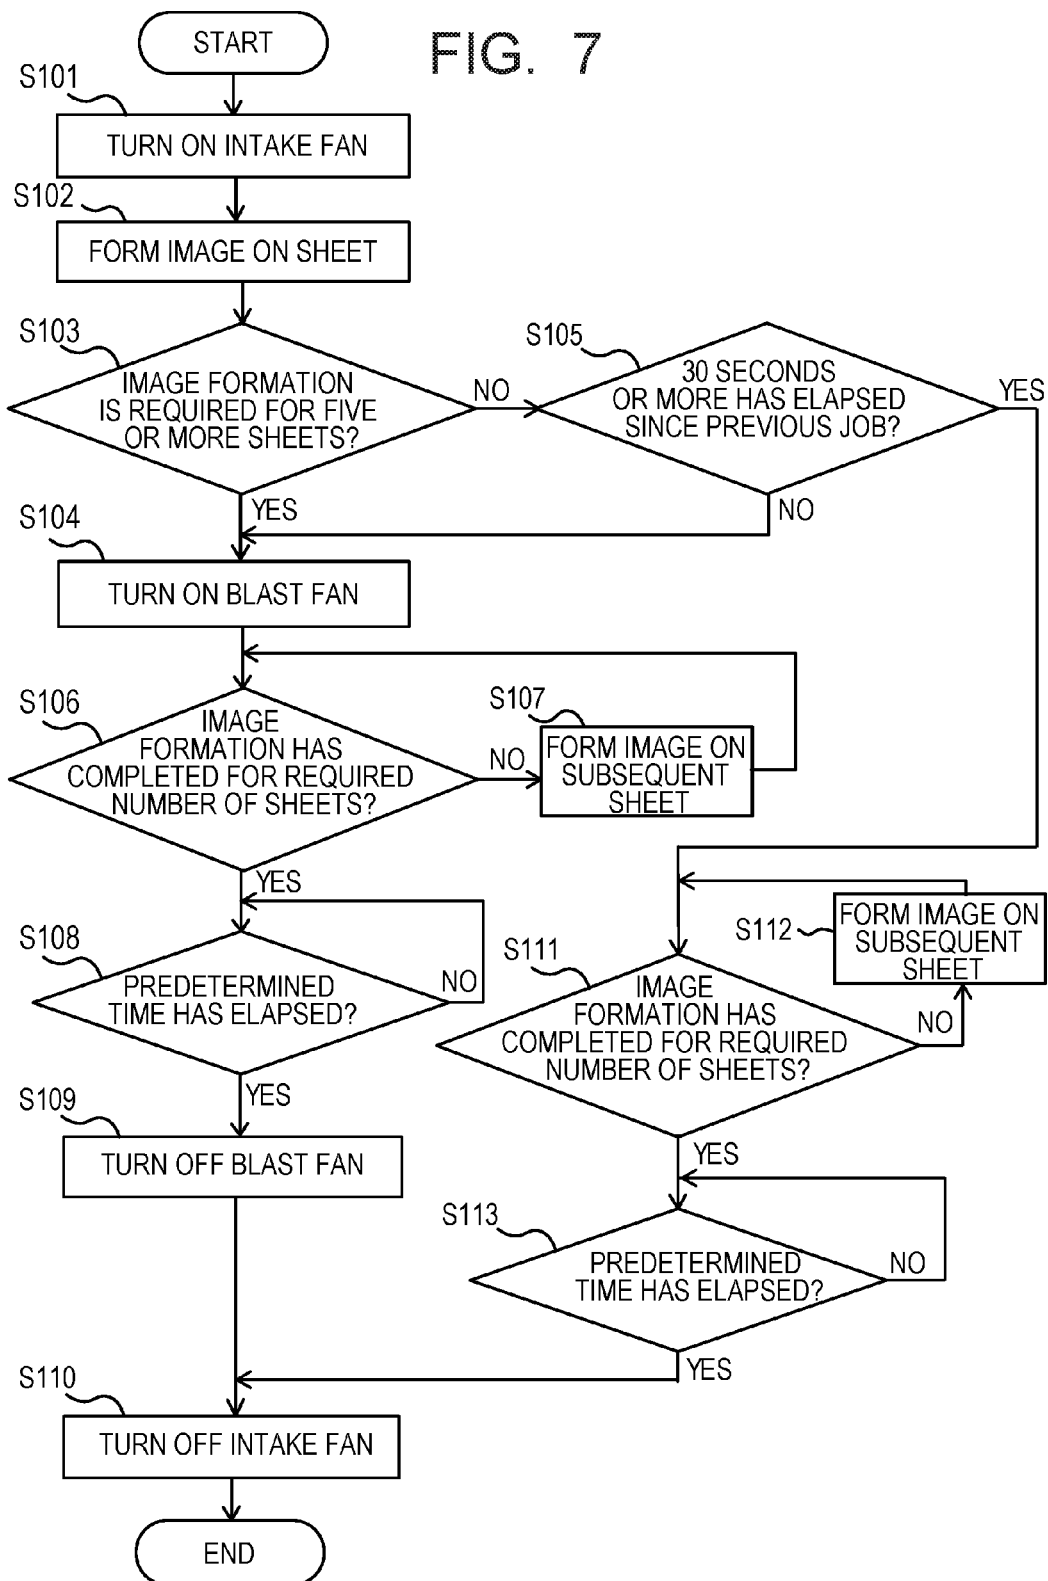 START
FIG. 7
S101
TURN ON INTAKE FAN
S102
FORM IMAGE ON SHEET
S103
IMAGE FORMATION
IS REQUIRED FOR FIVE
OR MORE SHEETS?
NO
YES
S105
30 SECONDS
OR MORE HAS ELAPSED
SINCE PREVIOUS JOB?
YES
NO
S104
TURN ON BLAST FAN
S106
IMAGE
FORMATION HAS
COMPLETED FOR REQUIRED
NUMBER OF SHEETS?
NO
YES
S107
FORM IMAGE ON
SUBSEQUENT
SHEET
S108
PREDETERMINED
TIME HAS ELAPSED?
NO
YES
S109
TURN OFF BLAST FAN
S111
IMAGE
FORMATION HAS
COMPLETED FOR REQUIRED
NUMBER OF SHEETS?
NO
YES
S112
FORM IMAGE ON
SUBSEQUENT
SHEET
S113
PREDETERMINED
TIME HAS ELAPSED?
NO
YES
S110
TURN OFF INTAKE FAN
END